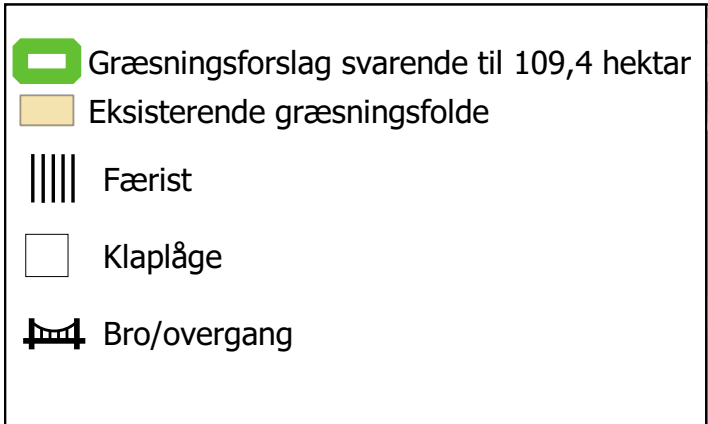 Græsningsforslag svarende til 109,4 hektar
Eksisterende græsningsfolde
Færist
Klaplåge
Bro/overgang